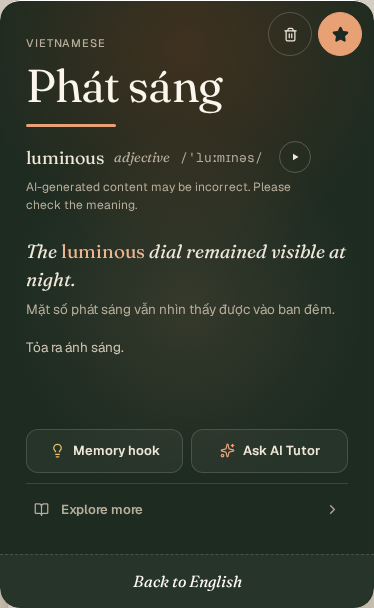 VIETNAMESE
Phát sáng
luminous adjective /ˈluːmɪnəs/
AI-generated content may be incorrect. Please
check the meaning.
The luminous dial remained visible at
night.
Mặt số phát sáng vẫn nhìn thấy được vào ban đêm.
Tỏa ra ánh sáng.
Memory hook
Ask AI Tutor
Explore more
Back to English